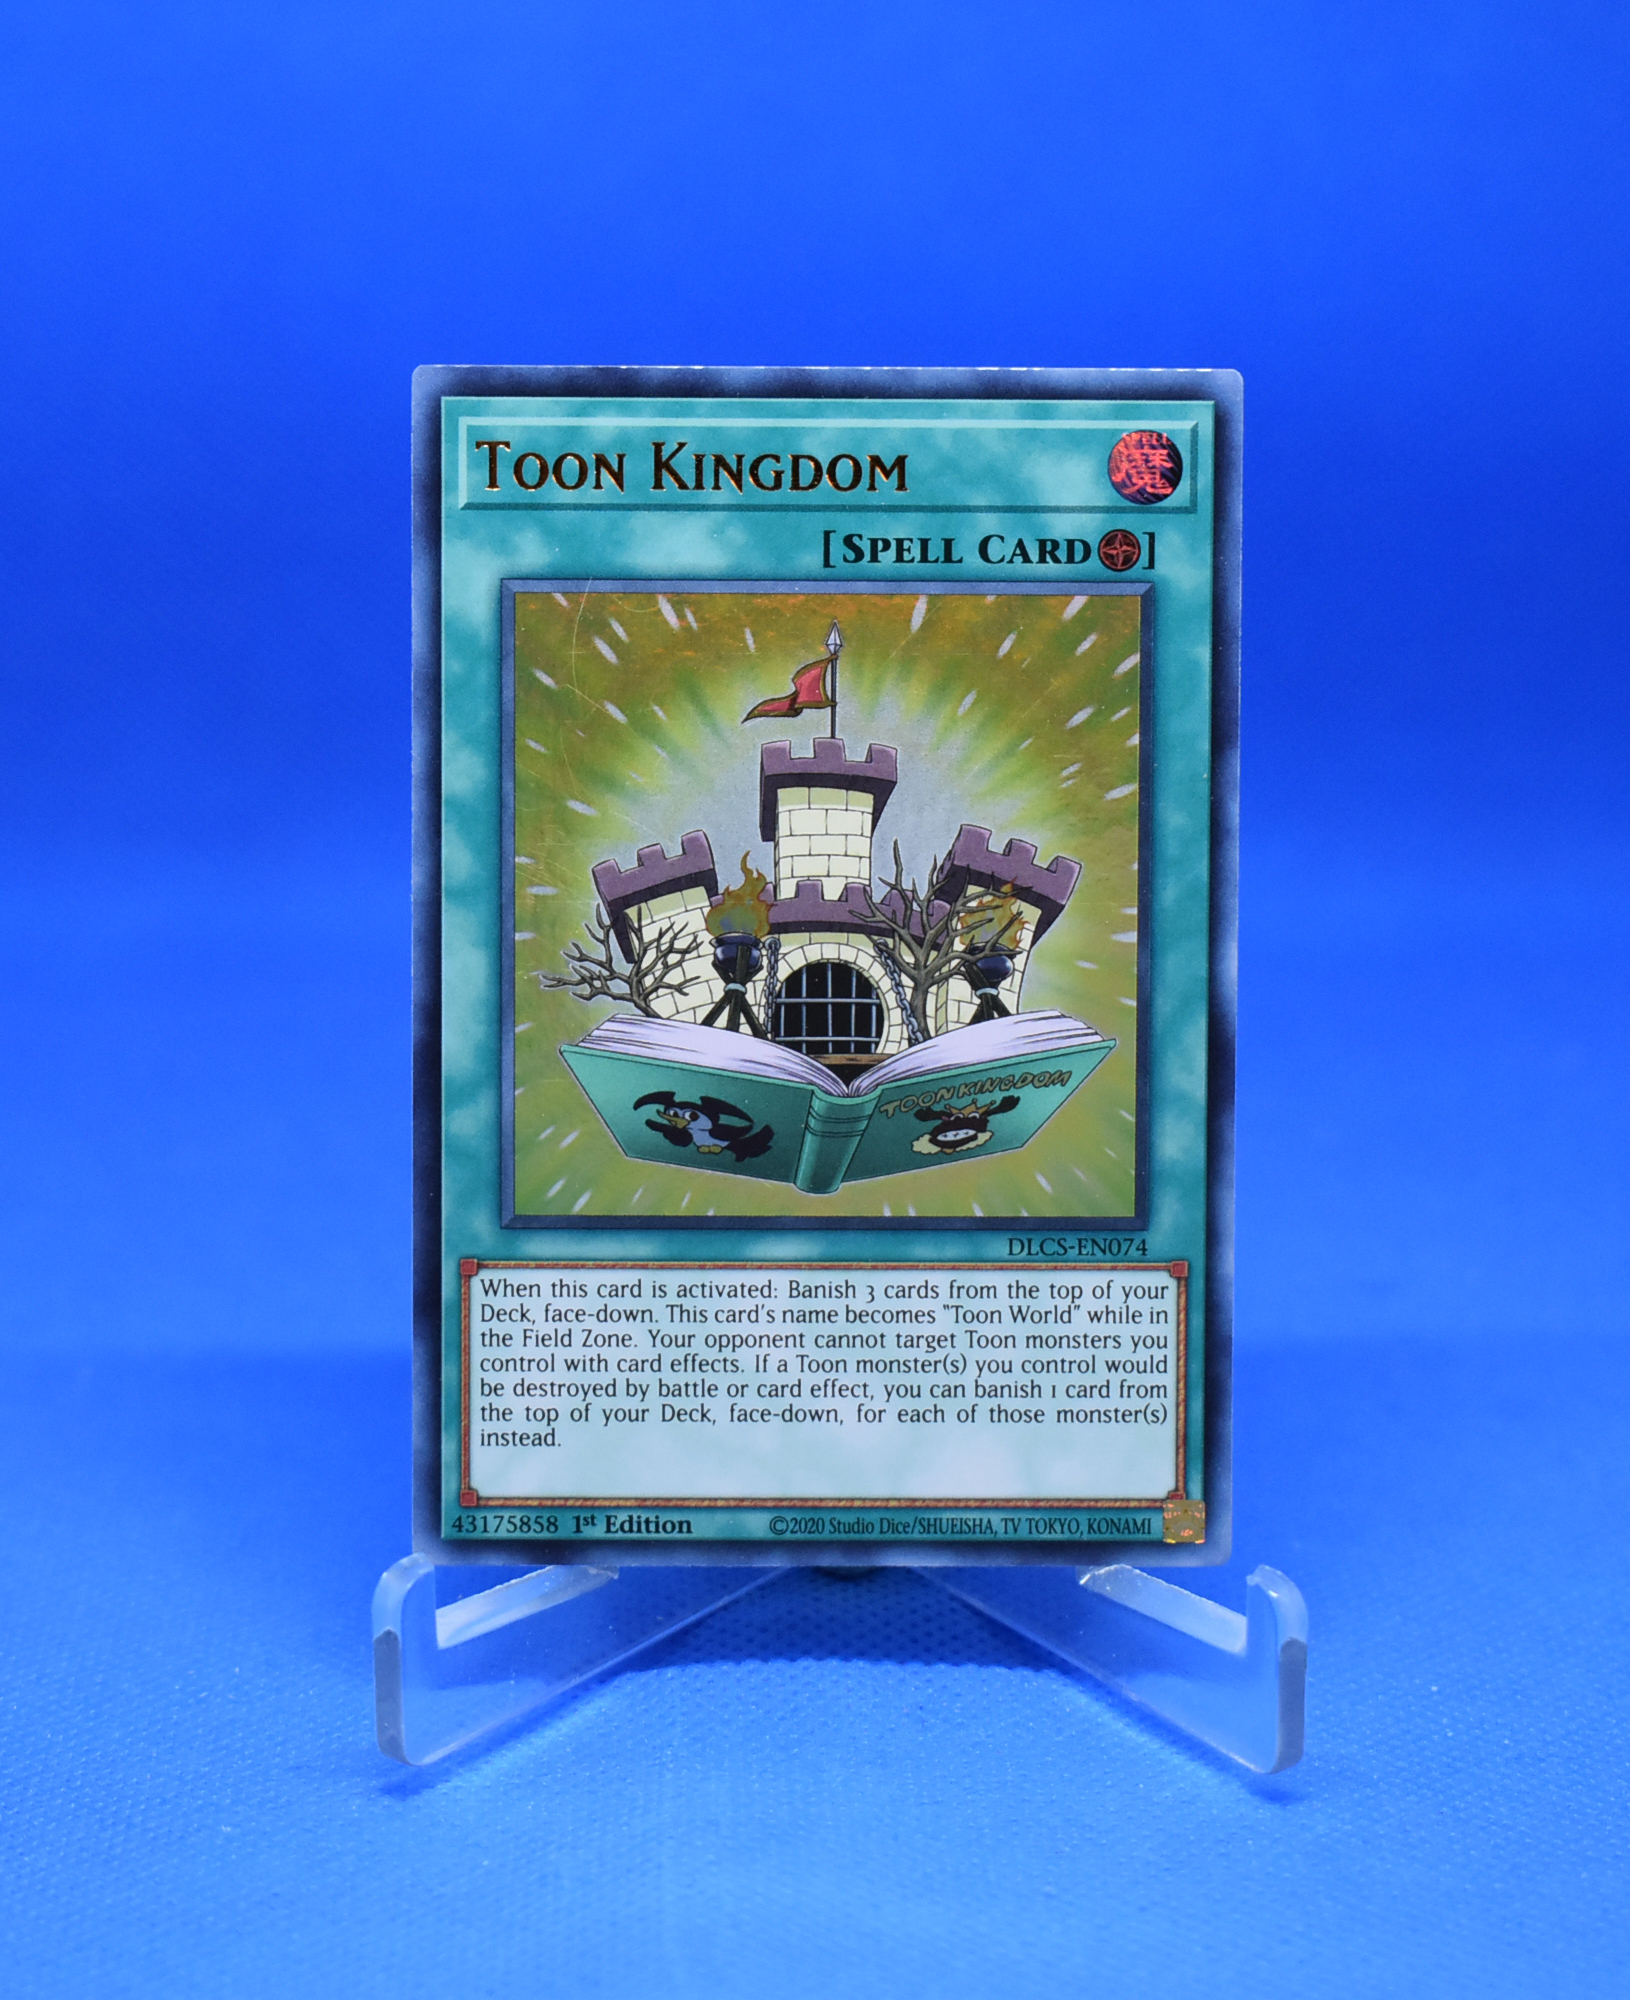 TOON KINGDOM
SPELL
魔
[SPELL CARD]
TOON KINGDOM
DLCS-EN074
When this card is activated: Banish 3 cards from the top of your
Deck, face-down. This card's name becomes "Toon World" while in
the Field Zone. Your opponent cannot target Toon monsters you
control with card effects. If a Toon monster(s) you control would
be destroyed by battle or card effect, you can banish 1 card from
the top of your Deck, face-down, for each of those monster(s)
instead.
43175858 1st Edition ©2020 Studio Dice/SHUEISHA, TV TOKYO, KONAMI